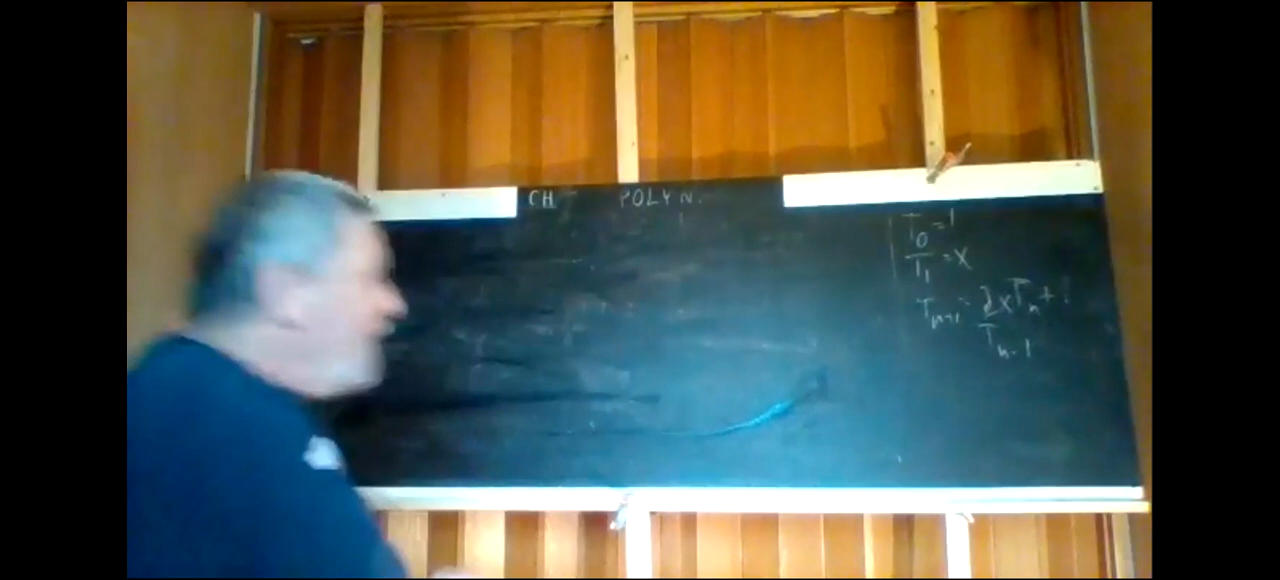 CH POLYN.
T₀ = 1
T₁ = x
Tₙ₊₁ = 2xTₙ +
Tₙ₋₁